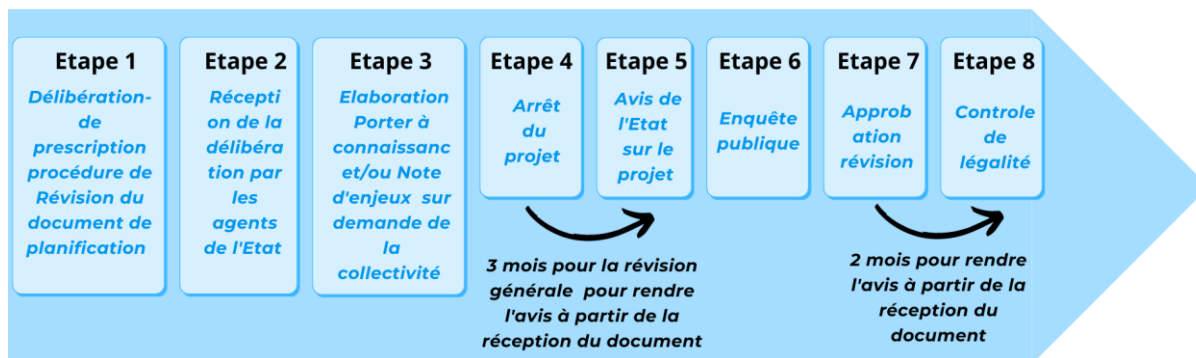 Etape 1
Délibération-
de
prescription
procédure de
Révision du
document de
planification
Etape 2
Récepti
on de la
délibéra
tion par
les
agents
de l'Etat
Etape 3
Elaboration
Porter à
connaissanc
et/ou Note
d'enjeux sur
demande de
la
collectivité
Etape 4
Arrêt
du
projet
Etape 5
Avis de
l'Etat
sur le
projet
Etape 6
Enquête
publique
Etape 7
Approb
ation
révision
Etape 8
Controle
de
légalité
3 mois pour la révision
générale pour rendre
l'avis à partir de la
réception du document
2 mois pour rendre
l'avis à partir de la
réception du
document